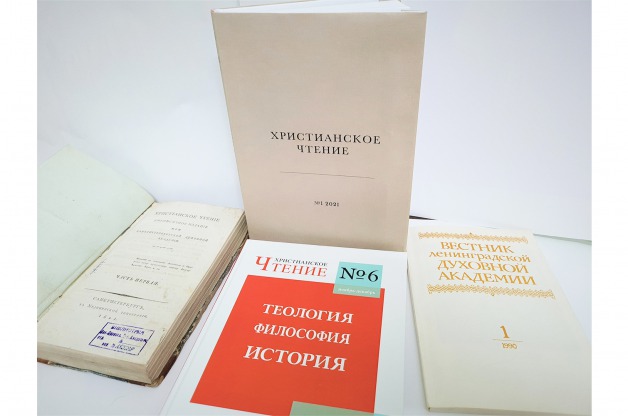 ХРИСТИАНСКОЕ
ЧТЕНИЕ
№1 2021
ХРИСТИАНСКОЕ ЧТЕНІЕ
ЧАСТЬ ПЕРВАЯ.
САНКТПЕТЕРБУРГЪ,
ХРИСТИАНСКОЕ
ЧТЕНИЕ
№6
ТЕОЛОГИЯ
ФИЛОСОФИЯ
ИСТОРИЯ
ВЕСТНИК
ленинградской
ДУХОВНОЙ
АКАДЕМИИ
1
1990